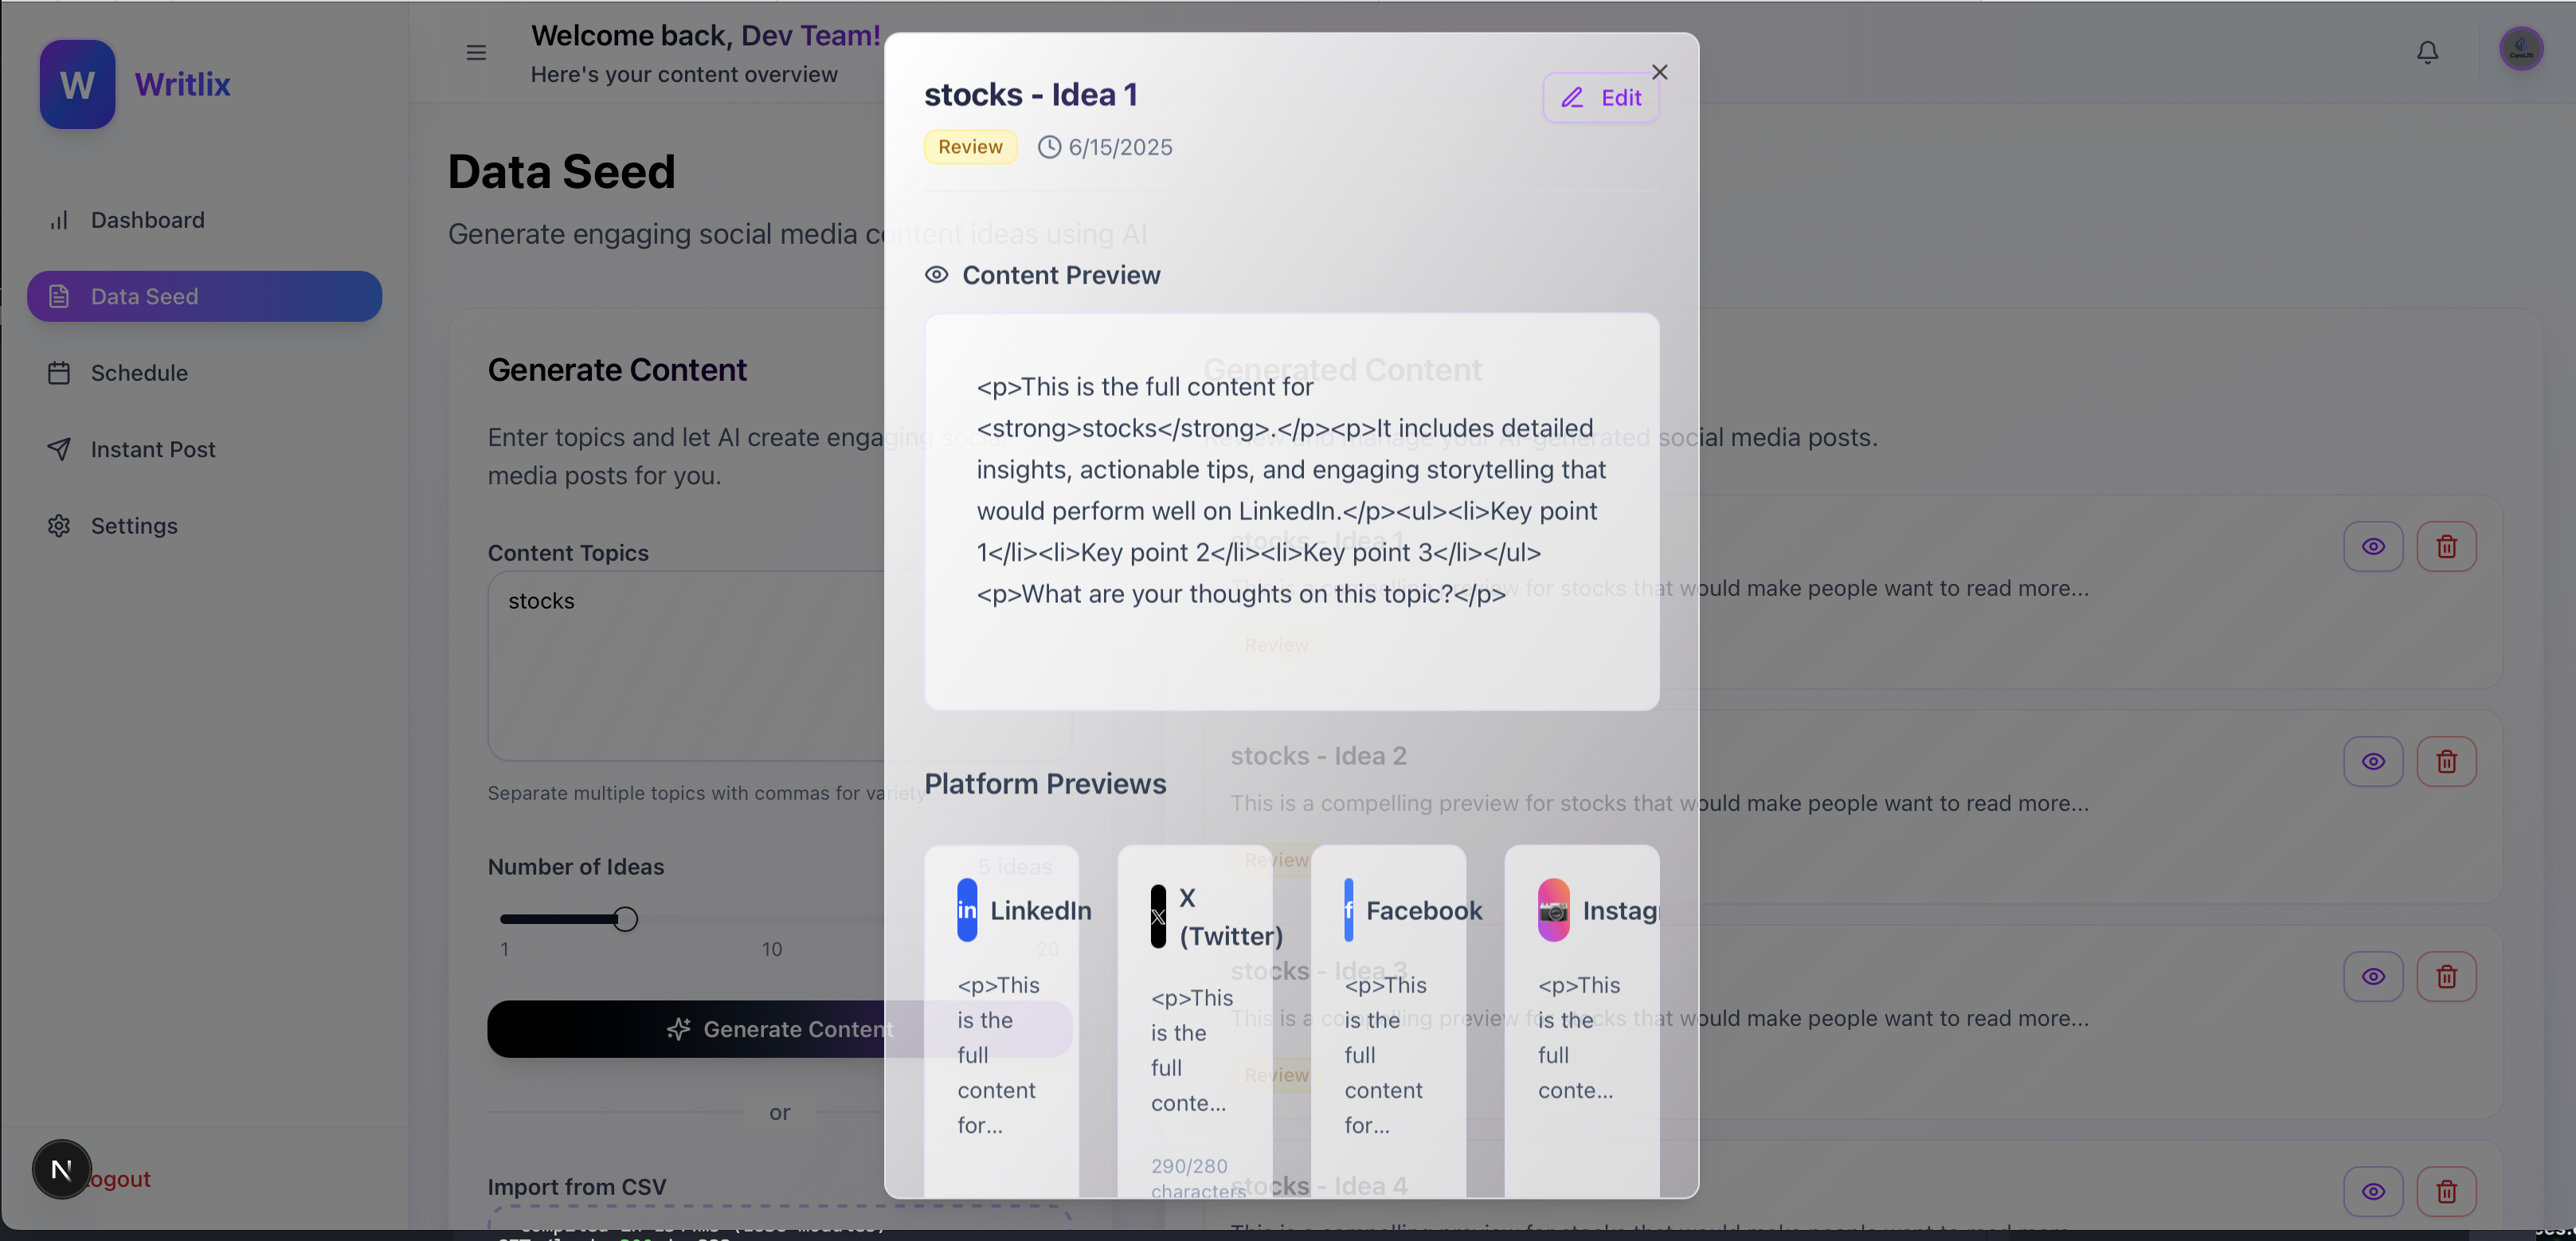 W
Writlix
Dashboard
Data Seed
Schedule
Instant Post
Settings
Logout
N
Welcome back, Dev Team!
Here's your content overview
Data Seed
Generate engaging social media content ideas using AI
Generate Content
Enter topics and let AI create engaging social
media posts for you.
Content Topics
stocks
Separate multiple topics with commas for variety
Number of Ideas
5 ideas
1
10
20
Generate Content
or
Import from CSV
stocks - Idea 1
Edit
Review
6/15/2025
Content Preview
<p>This is the full content for
<strong>stocks</strong>.</p><p>It includes detailed
insights, actionable tips, and engaging storytelling that
would perform well on LinkedIn.</p><ul><li>Key point
1</li><li>Key point 2</li><li>Key point 3</li></ul>
<p>What are your thoughts on this topic?</p>
Platform Previews
in
LinkedIn
<p>This
is the
full
content
for...
X
(Twitter)
<p>This
is the
full
conte...
290/280
characters
f
Facebook
<p>This
is the
full
content
for...
<p>This
is the
full
conte...
Generated Content
Review and manage your AI-generated social media posts.
stocks - Idea 1
This is a compelling preview for stocks that would make people want to read more...
Review
stocks - Idea 2
This is a compelling preview for stocks that would make people want to read more...
Review
stocks - Idea 3
This is a compelling preview for stocks that would make people want to read more...
Review
stocks - Idea 4